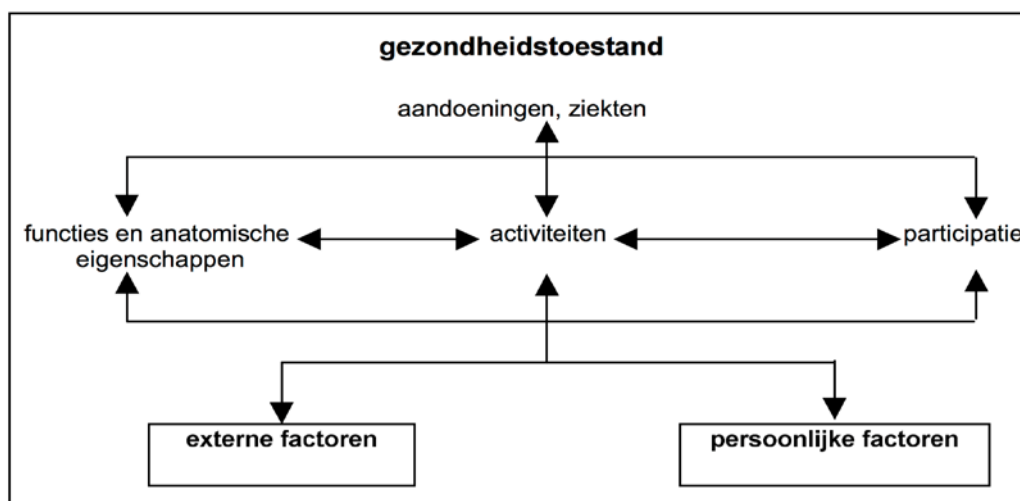 gezondheidstoestand
aandoeningen, ziekten
functies en anatomische
eigenschappen
activiteiten
participatie
externe factoren
persoonlijke factoren